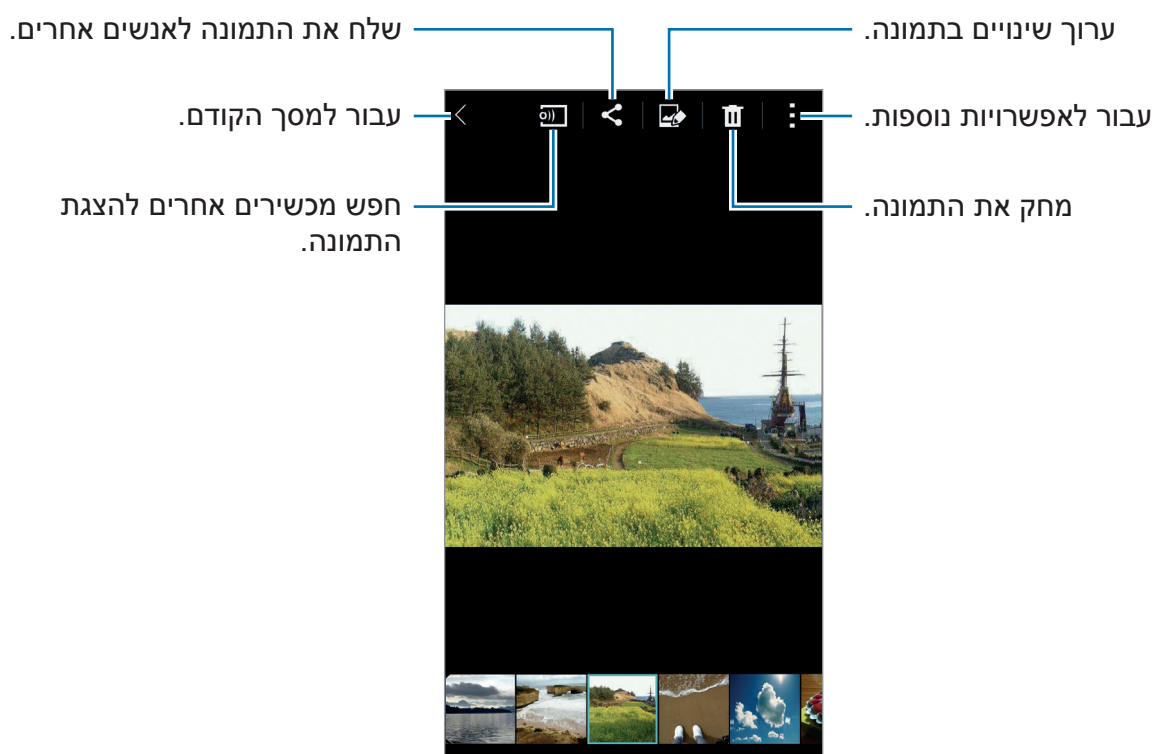 ערוך שינויים בתמונה.
שלח את התמונה לאנשים אחרים.
עבור לאפשרויות נוספות.
עבור למסך הקודם.
מחק את התמונה.
חפש מכשירים אחרים להצגת
התמונה.